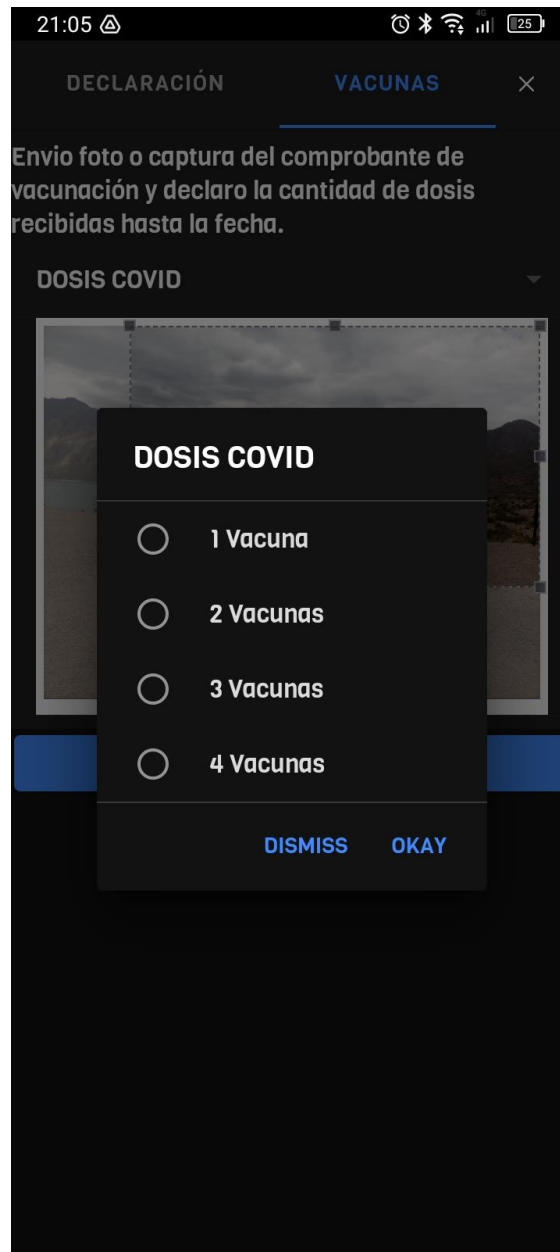 21:05
4G
25
DECLARACIÓN
VACUNAS
Envio foto o captura del comprobante de
vacunación y declaro la cantidad de dosis
recibidas hasta la fecha.
DOSIS COVID
DOSIS COVID
1 Vacuna
2 Vacunas
3 Vacunas
4 Vacunas
DISMISS
OKAY